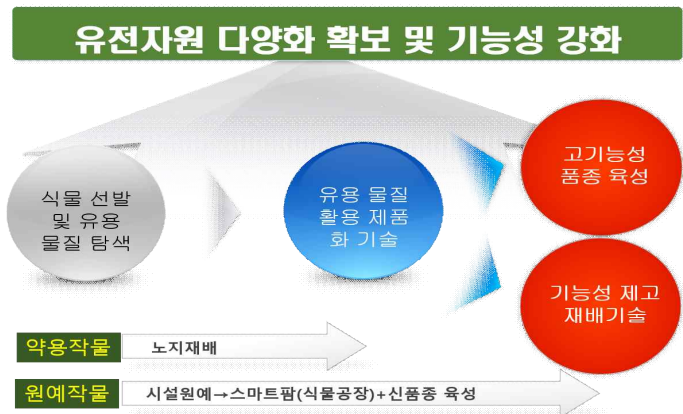 유전자원 다양화 확보 및 기능성 강화
식물 선발
및 유용
물질 탐색
유용 물질
활용 제품
화 기술
고기능성
품종 육성
기능성 제고
재배기술
약용작물
노지재배
원예작물
시설원예→스마트팜(식물공장)+신품종 육성